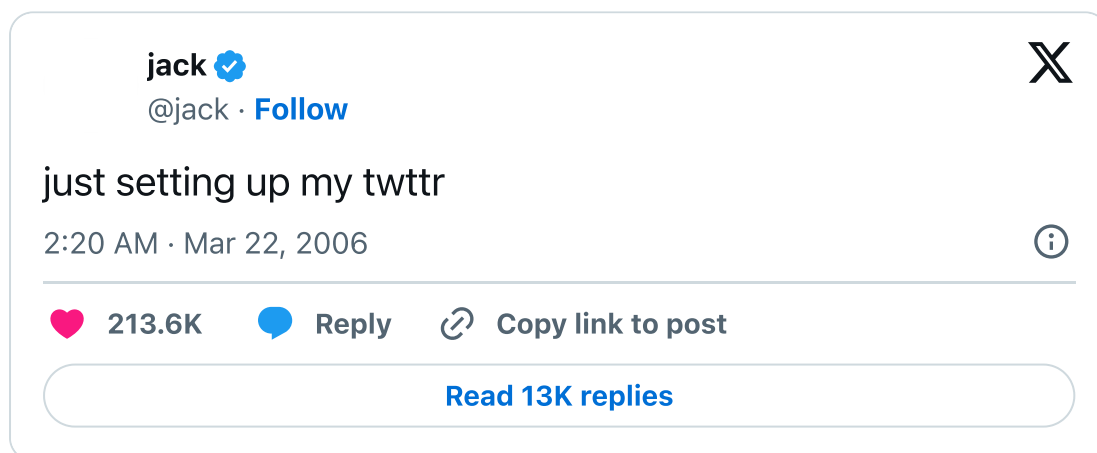 jack
@jack · Follow
just setting up my twttr
2:20 AM · Mar 22, 2006
213.6K Reply Copy link to post
Read 13K replies